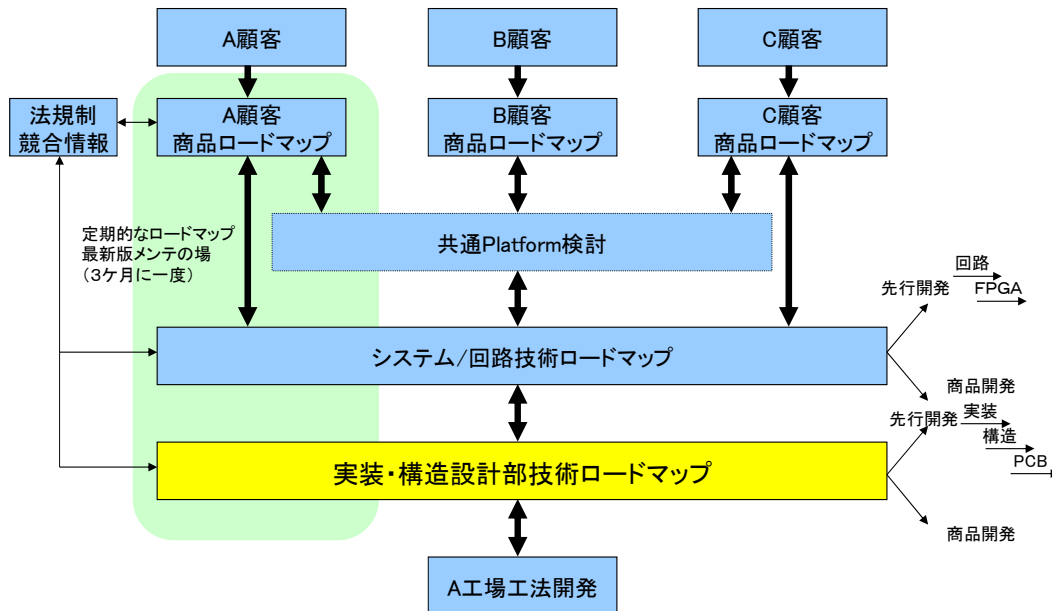 A顧客
B顧客
C顧客
法規制
競合情報
A顧客
商品ロードマップ
B顧客
商品ロードマップ
C顧客
商品ロードマップ
定期的なロードマップ
最新版メンテの場
（3ケ月に一度）
共通Platform検討
回路
先行開発
FPGA
システム/回路技術ロードマップ
商品開発
先行開発
実装
構造
PCB
実装・構造設計部技術ロードマップ
商品開発
A工場工法開発